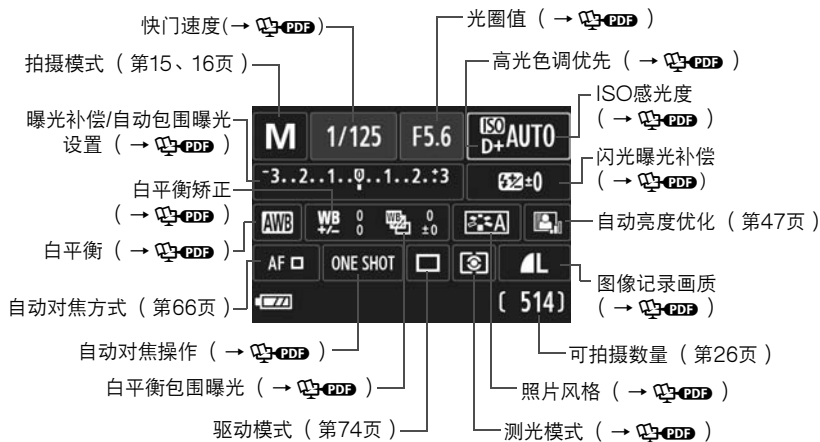 快门速度(→ PDF)
光圈值（ → PDF ）
拍摄模式（ 第15、16页 ）
高光色调优先（ → PDF ）
ISO感光度
（ → PDF ）
曝光补偿/自动包围曝光
设置（ → PDF ）
闪光曝光补偿
（ → PDF）
白平衡矫正
（ → PDF ）
自动亮度优化（ 第47页 ）
白平衡（ → PDF ）
图像记录画质
（ → PDF ）
自动对焦方式（ 第66页 ）
自动对焦操作（ → PDF ）
可拍摄数量（ 第26页 ）
白平衡包围曝光（ → PDF ）
照片风格（ → PDF ）
驱动模式（ 第74页 ）
测光模式（ → PDF ）
M 1/125 F5.6 ISO D+ AUTO
-3..2..1..0..1..2..+3 ±0
AWB WB +/- 0 0 WB 0 ±0 A
AF ONE SHOT L
( 514)